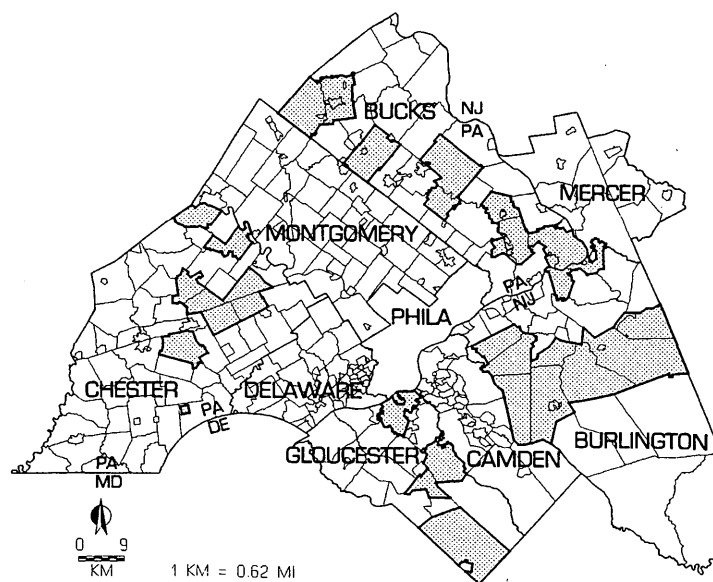 BUCKS
NJ
PA
MERCER
MONTGOMERY
PA
NJ
PHILA
CHESTER
DELAWARE
PA
DE
GLOUCESTER
CAMDEN
BURLINGTON
PA
MD
0 9
KM
1 KM = 0.62 MI